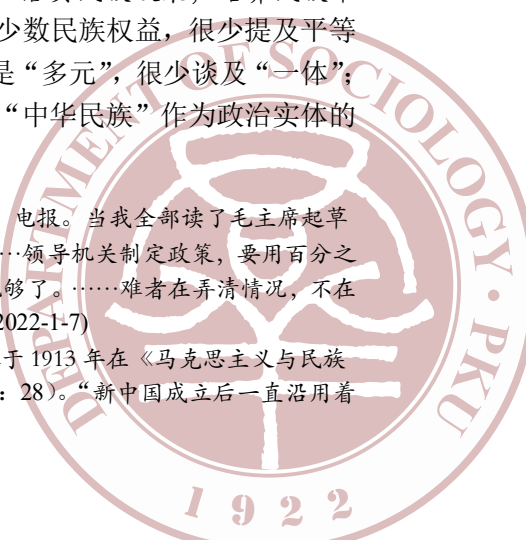 少数民族权益，很少提及平等
是“多元”，很少谈及“一体”；
“中华民族”作为政治实体的
电报。当我全部读了毛主席起草
…领导机关制定政策，要用百分之
够了。……难者在弄清情况，不在
2022-1-7)
于 1913 年在《马克思主义与民族
：28）。“新中国成立后一直沿用着
DEPARTMENT OF SOCIOLOGY · PKU
1922